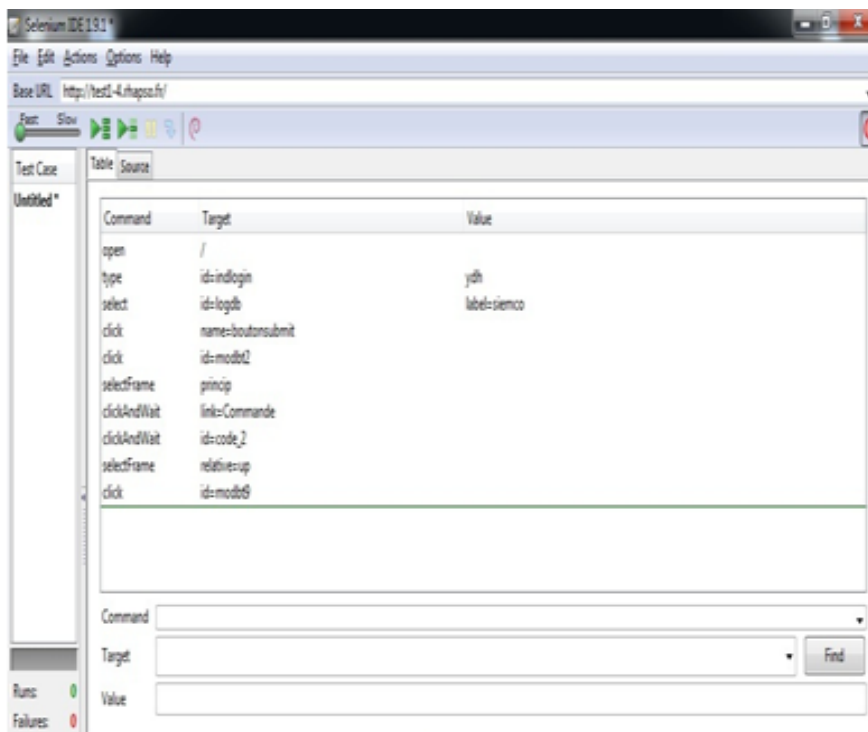 Selenium IDE 1.9.1 *
File Edit Actions Options Help
Base URL http://test1-4.rhapso.fr/
Fast Slow
Test Case
Table Source
Untitled *
Command Target Value
open /
type id=indlogin ydh
select id=logdb label=siemco
click name=boutonsubmit
click id=modbt2
selectFrame princip
clickAndWait link=Commande
clickAndWait id=code_2
selectFrame relative=up
click id=modbt9
Command
Target Find
Value
Runs: 0
Failures: 0